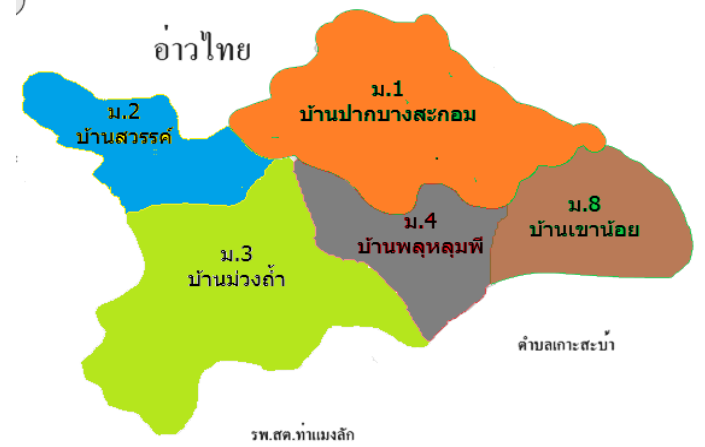 อ่าวไทย
ม.1
บ้านปากบางสะกอม
ม.2
บ้านสวรรค์
ม.8
บ้านเขาน้อย
ม.4
บ้านพลุหลุมพี
ม.3
บ้านม่วงถ้ำ
ตำบลเกาะสะบ้า
รพ.สต.ท่าแมงลัก